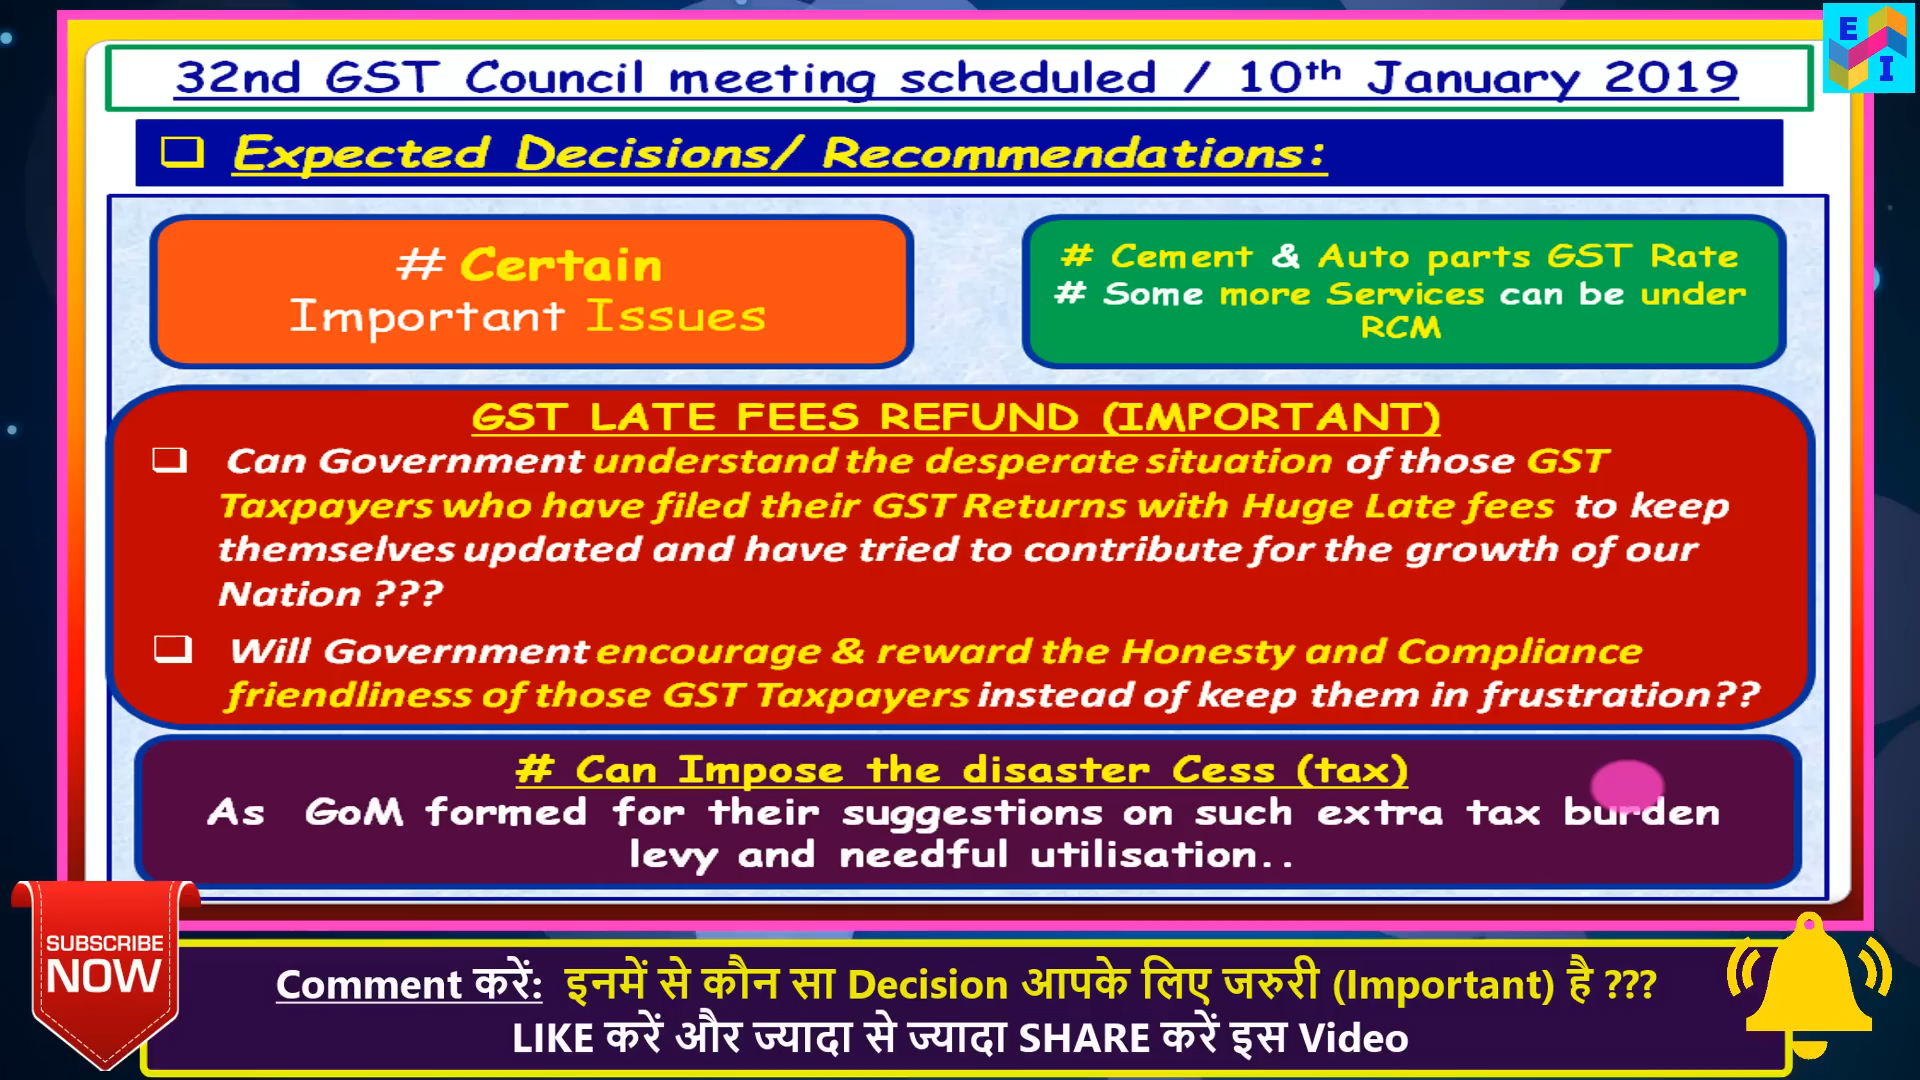 E
I
32nd GST Council meeting scheduled / 10th January 2019
Expected Decisions/ Recommendations:
# Certain
Important Issues
# Cement & Auto parts GST Rate
# Some more Services can be under
RCM
GST LATE FEES REFUND (IMPORTANT)
Can Government understand the desperate situation of those GST
Taxpayers who have filed their GST Returns with Huge Late fees to keep
themselves updated and have tried to contribute for the growth of our
Nation ???
Will Government encourage & reward the Honesty and Compliance
friendliness of those GST Taxpayers instead of keep them in frustration??
# Can Impose the disaster Cess (tax)
As GoM formed for their suggestions on such extra tax burden
levy and needful utilisation..
SUBSCRIBE
NOW
Comment करें: इनमें से कौन सा Decision आपके लिए जरुरी (Important) है ???
LIKE करें और ज्यादा से ज्यादा SHARE करें इस Video